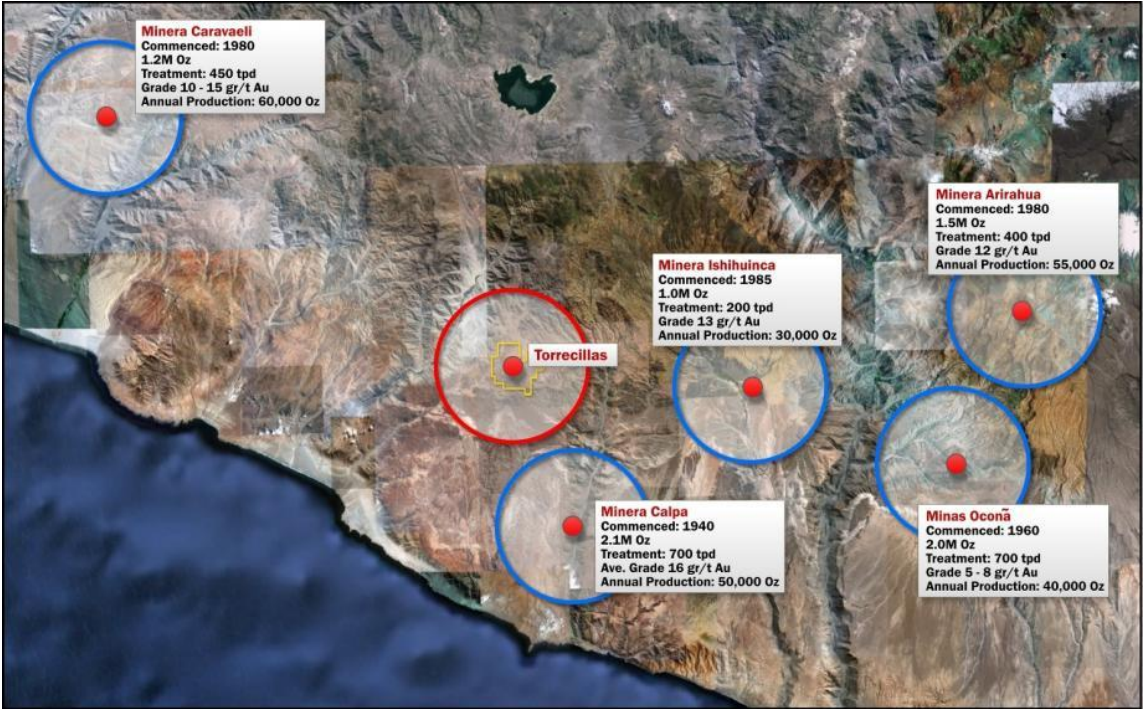 Minera Caravaeli
Commenced: 1980
1.2M Oz
Treatment: 450 tpd
Grade 10 - 15 gr/t Au
Annual Production: 60,000 Oz
Minera Arirahua
Commenced: 1980
1.5M Oz
Treatment: 400 tpd
Grade 12 gr/t Au
Annual Production: 55,000 Oz
Minera Ishihuinca
Commenced: 1985
1.0M Oz
Treatment: 200 tpd
Grade 13 gr/t Au
Annual Production: 30,000 Oz
Torrecillas
Minera Calpa
Commenced: 1940
2.1M Oz
Treatment: 700 tpd
Ave. Grade 16 gr/t Au
Annual Production: 50,000 Oz
Minas Oconã
Commenced: 1960
2.0M Oz
Treatment: 700 tpd
Grade 5 - 8 gr/t Au
Annual Production: 40,000 Oz